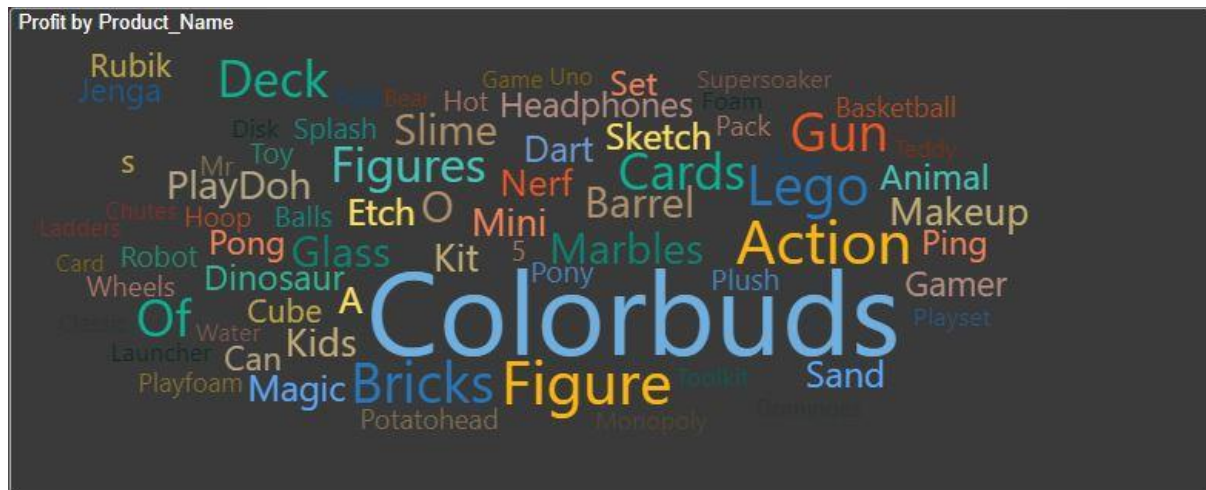 Profit by Product_Name
Rubik Deck Game Uno Set Supersoaker
Jenga Bear Hot Headphones Foam Basketball
Disk Splash Slime Sketch Pack Gun
s Mr Toy Figures Dart Cards Teddy
PlayDoh Nerf Barrel Lego Animal
Chutes Hoop Balls Etch O Mini Makeup
Ladders Pong Glass Kit 5 Marbles Action Ping
Card Robot Dinosaur Pony Plush Gamer
Wheels Cube A Colorbuds Playset
Classic Of Water Kids
Launcher Can Bricks Figure Toolkit Sand
Playfoam Magic Dominoes
Potatohead Monopoly